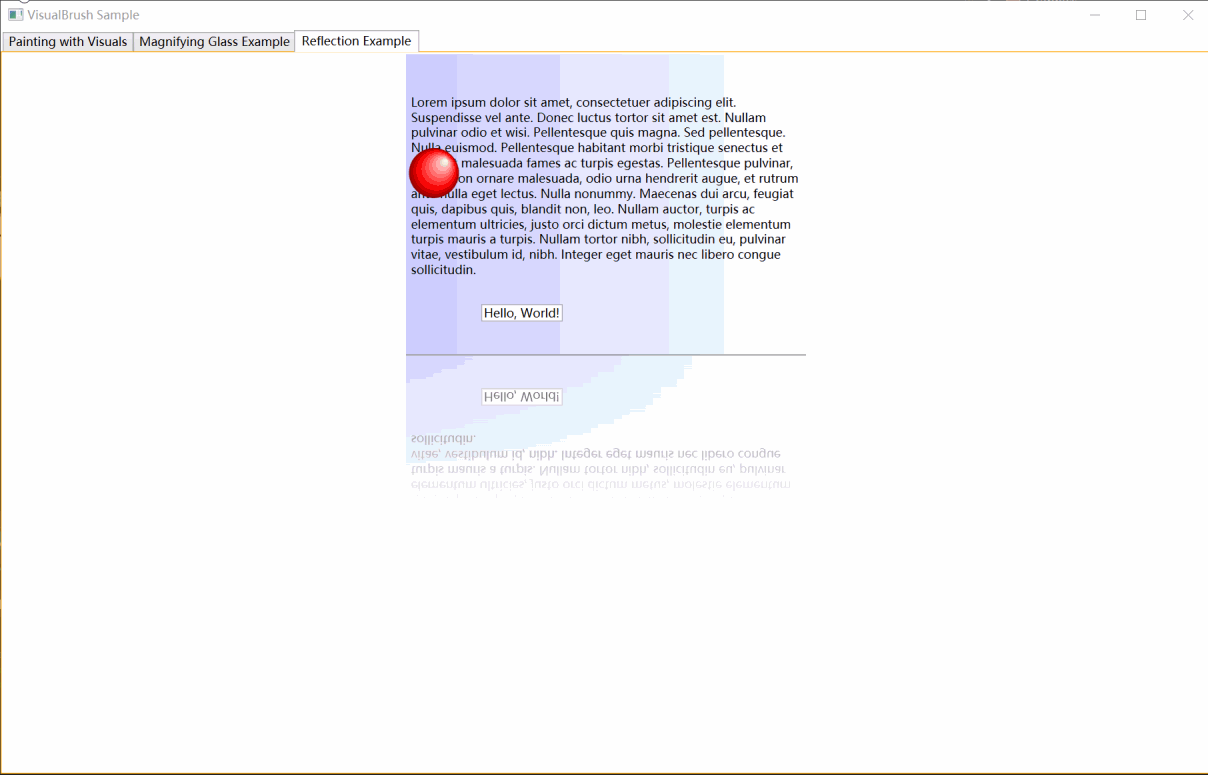 VisualBrush Sample
Painting with Visuals Magnifying Glass Example Reflection Example
Lorem ipsum dolor sit amet, consectetuer adipiscing elit.
Suspendisse vel ante. Donec luctus tortor sit amet est. Nullam
pulvinar odio et wisi. Pellentesque quis magna. Sed pellentesque.
Nulla euismod. Pellentesque habitant morbi tristique senectus et
malesuada fames ac turpis egestas. Pellentesque pulvinar,
on ornare malesuada, odio urna hendrerit augue, et rutrum
nulla eget lectus. Nulla nonummy. Maecenas dui arcu, feugiat
quis, dapibus quis, blandit non, leo. Nullam auctor, turpis ac
elementum ultricies, justo orci dictum metus, molestie elementum
turpis mauris a turpis. Nullam tortor nibh, sollicitudin eu, pulvinar
vitae, vestibulum id, nibh. Integer eget mauris nec libero congue
sollicitudin.
Hello, World!
Hello, World!
sollicitudin.
vitae, vestibulum id, nibh. Integer eget mauris nec libero congue
turpis mauris a turpis. Nullam tortor nibh, sollicitudin eu, pulvinar
elementum ultricies, justo orci dictum metus, molestie elementum